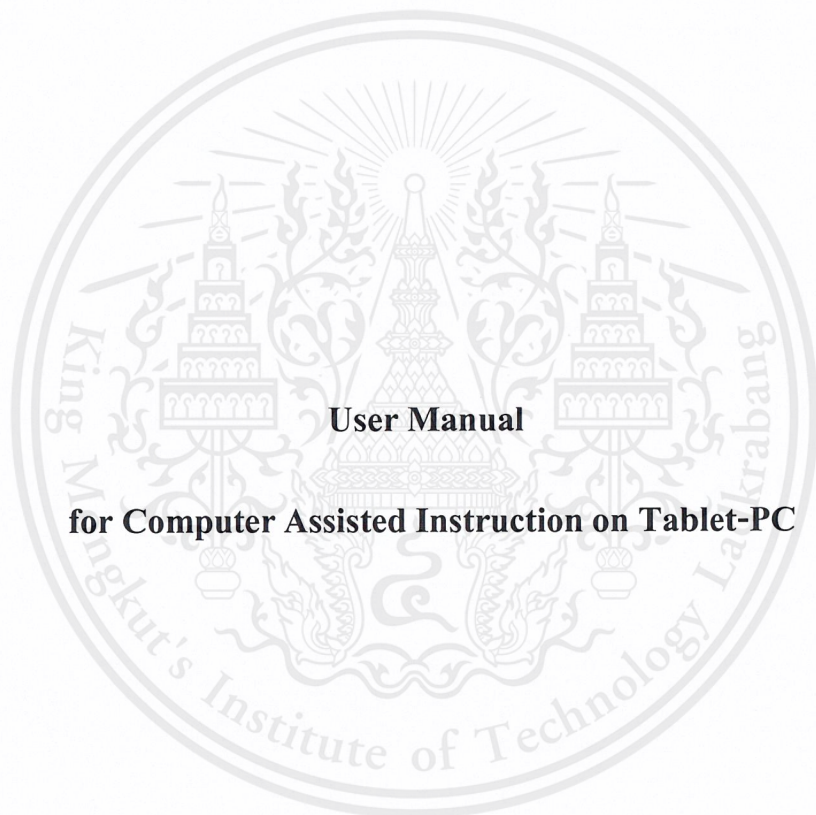 User Manual
for Computer Assisted Instruction on Tablet-PC
King Mongkut's Institute of Technology Ladkrabang